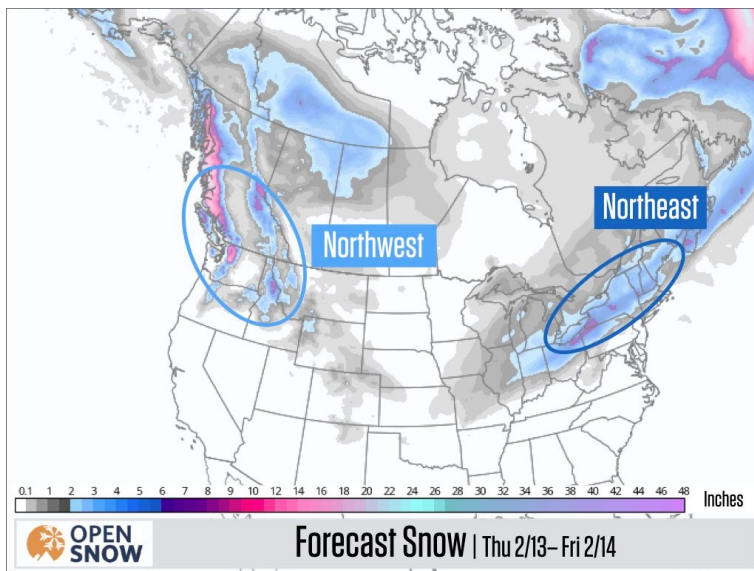 Northeast
Northwest
0.1 1 2 3 4 5 6 7 8 9 10 12 14 16 18 20 22 24 26 28 30 32 34 36 38 40 42 44 46 48 Inches
OPEN
SNOW
Forecast Snow | Thu 2/13– Fri 2/14